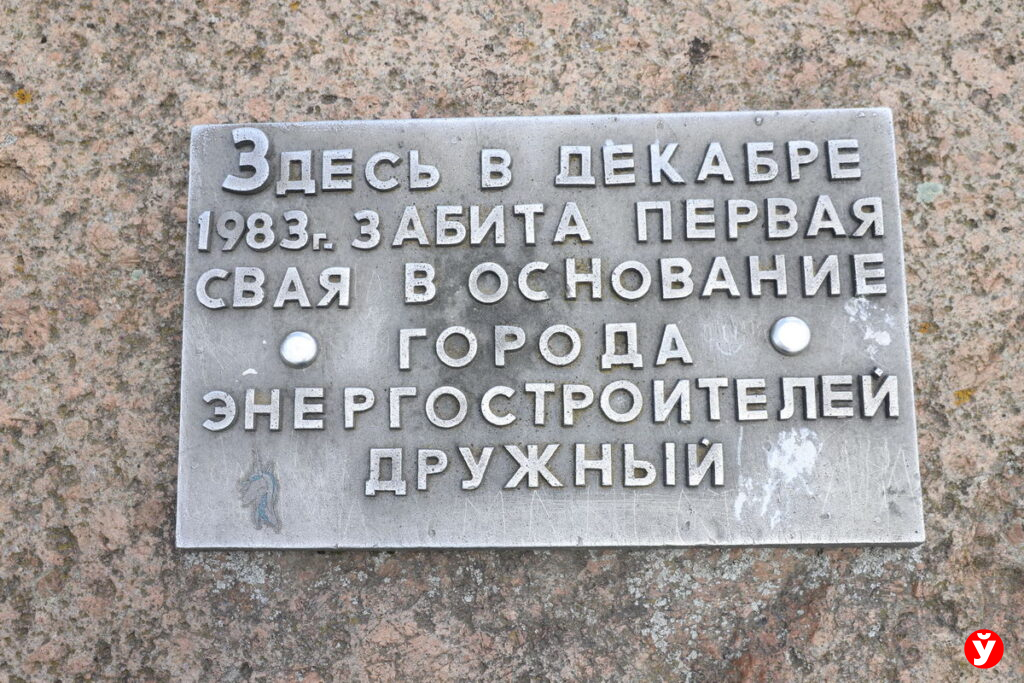 Здесь в декабре
1983г. забита первая
свая в основание
города
энергостроителей
Дружный
ў